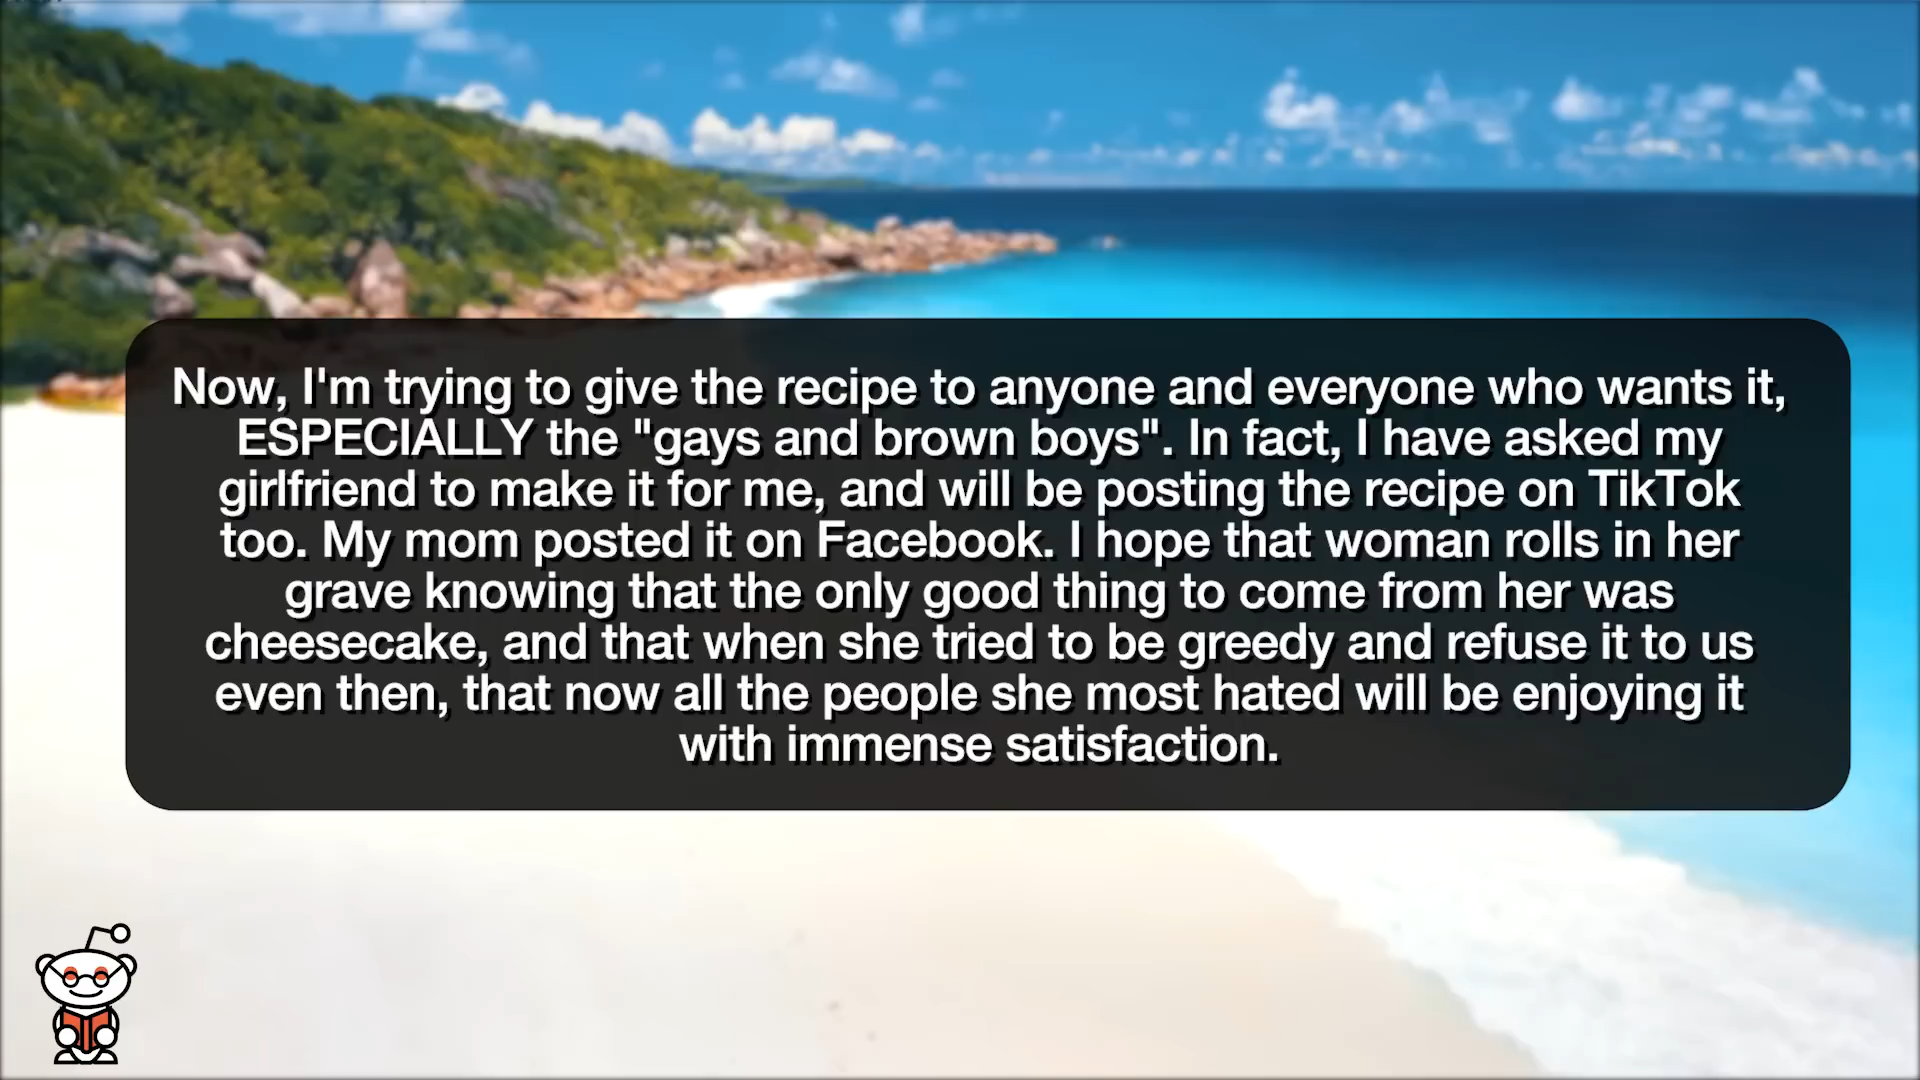 Now, I'm trying to give the recipe to anyone and everyone who wants it,
ESPECIALLY the "gays and brown boys". In fact, I have asked my
girlfriend to make it for me, and will be posting the recipe on TikTok
too. My mom posted it on Facebook. I hope that woman rolls in her
grave knowing that the only good thing to come from her was
cheesecake, and that when she tried to be greedy and refuse it to us
even then, that now all the people she most hated will be enjoying it
with immense satisfaction.